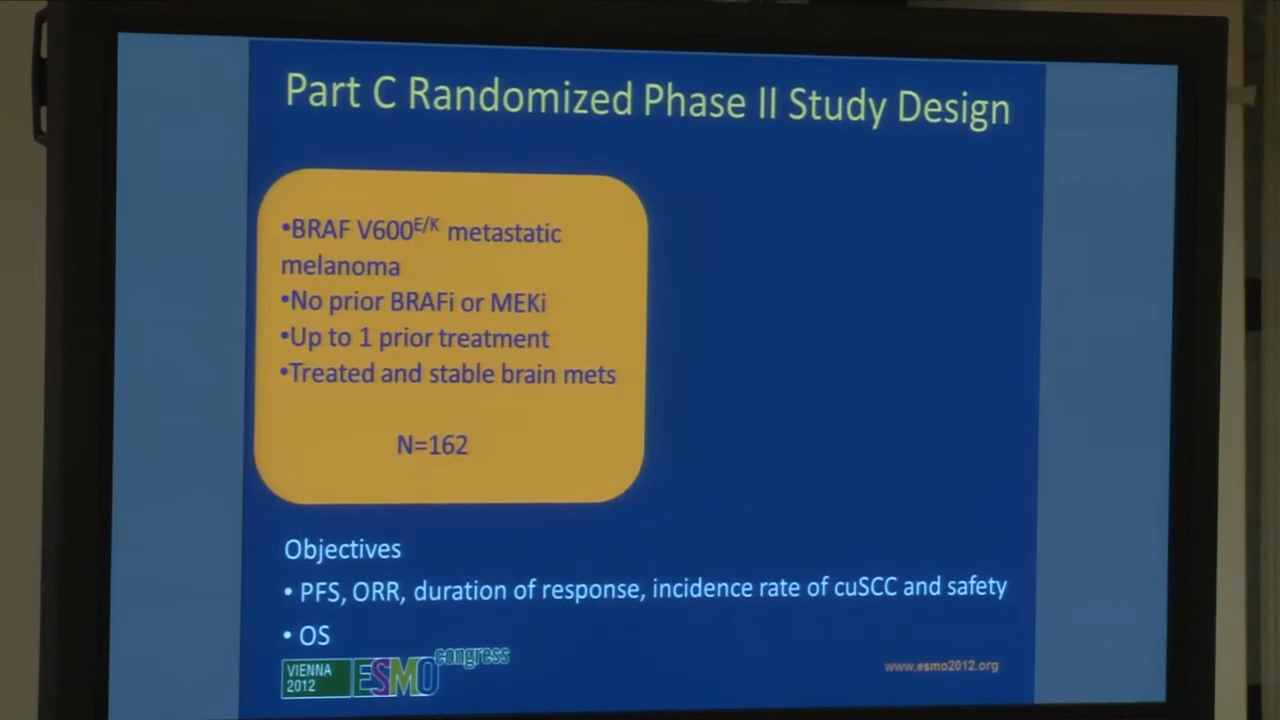 Part C Randomized Phase II Study Design
•BRAF V600E/K metastatic
melanoma
•No prior BRAFi or MEKi
•Up to 1 prior treatment
•Treated and stable brain mets
N=162
Objectives
• PFS, ORR, duration of response, incidence rate of cuSCC and safety
• OS
VIENNA
2012
ESMO congress
www.esmo2012.org